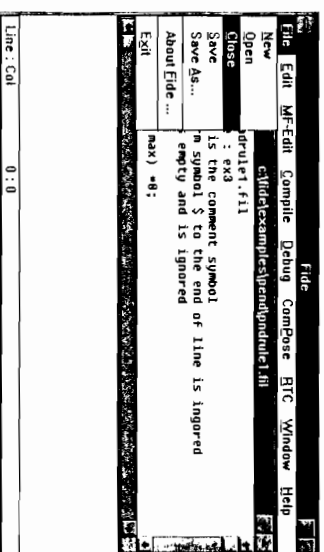 Fide
File Edit MF-Edit Compile Debug ComPose RTC Window Help
c:\fide\examples\pend\pndrule1.fil
New
Open
Close
Save
Save As...
About Fide ...
Exit
ndrule1.fil
: ex3
is the comment symbol
m symbol $ to the end of line is ingored
empty and is ignored
max) =8;
Line : Col 0 : 0